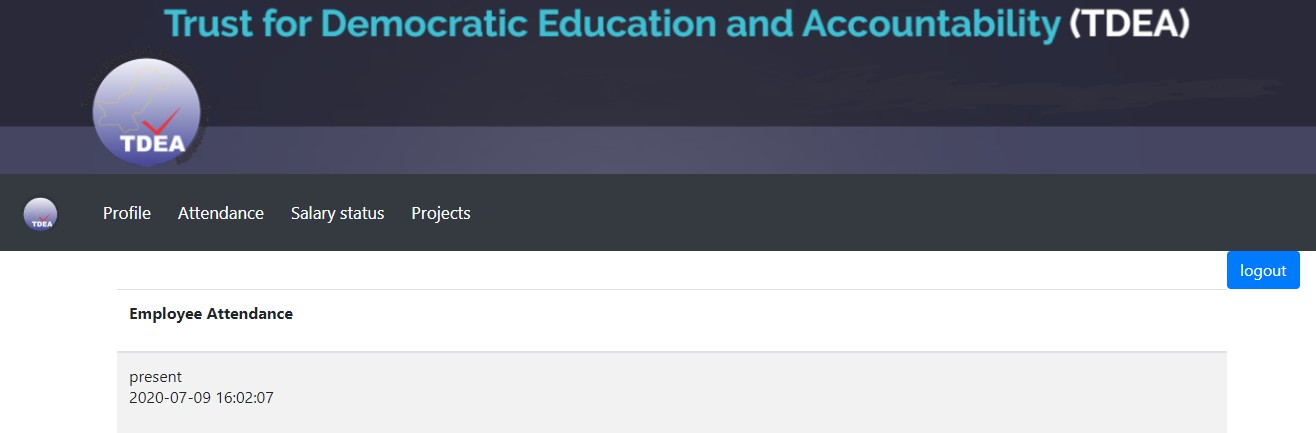 Trust for Democratic Education and Accountability (TDEA)
TDEA
TDEA Profile Attendance Salary status Projects
logout
Employee Attendance
present
2020-07-09 16:02:07